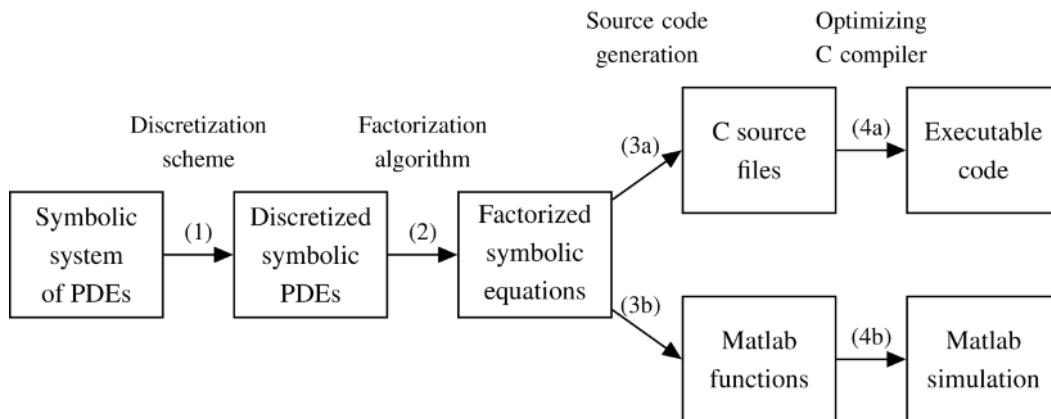 Source code
generation
Optimizing
C compiler
Discretization
scheme
Factorization
algorithm
(3a)
C source
files
(4a)
Executable
code
Symbolic
system
of PDEs
(1)
Discretized
symbolic
PDEs
(2)
Factorized
symbolic
equations
(3b)
Matlab
functions
(4b)
Matlab
simulation